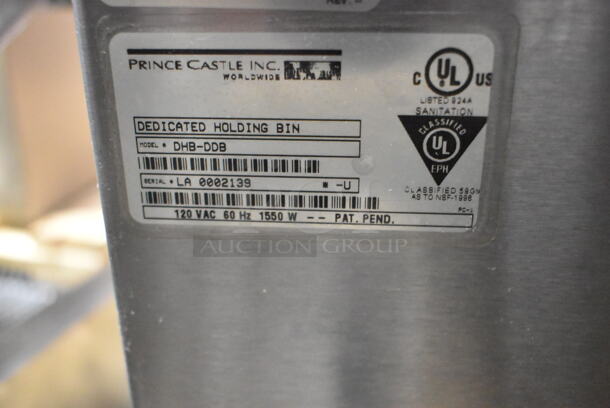 PRINCE CASTLE INC.
WORLDWIDE
C UL US
LISTED 924A
SANITATION
CLASSIFIED
UL
EPH
CLASSIFIED 59GM
AS TO NSF-1996
DEDICATED HOLDING BIN
MODEL # DHB-DDB
SERIAL # LA 0002139 * -U
120 VAC 60 Hz 1550 W -- PAT. PEND.
AUCTION GROUP